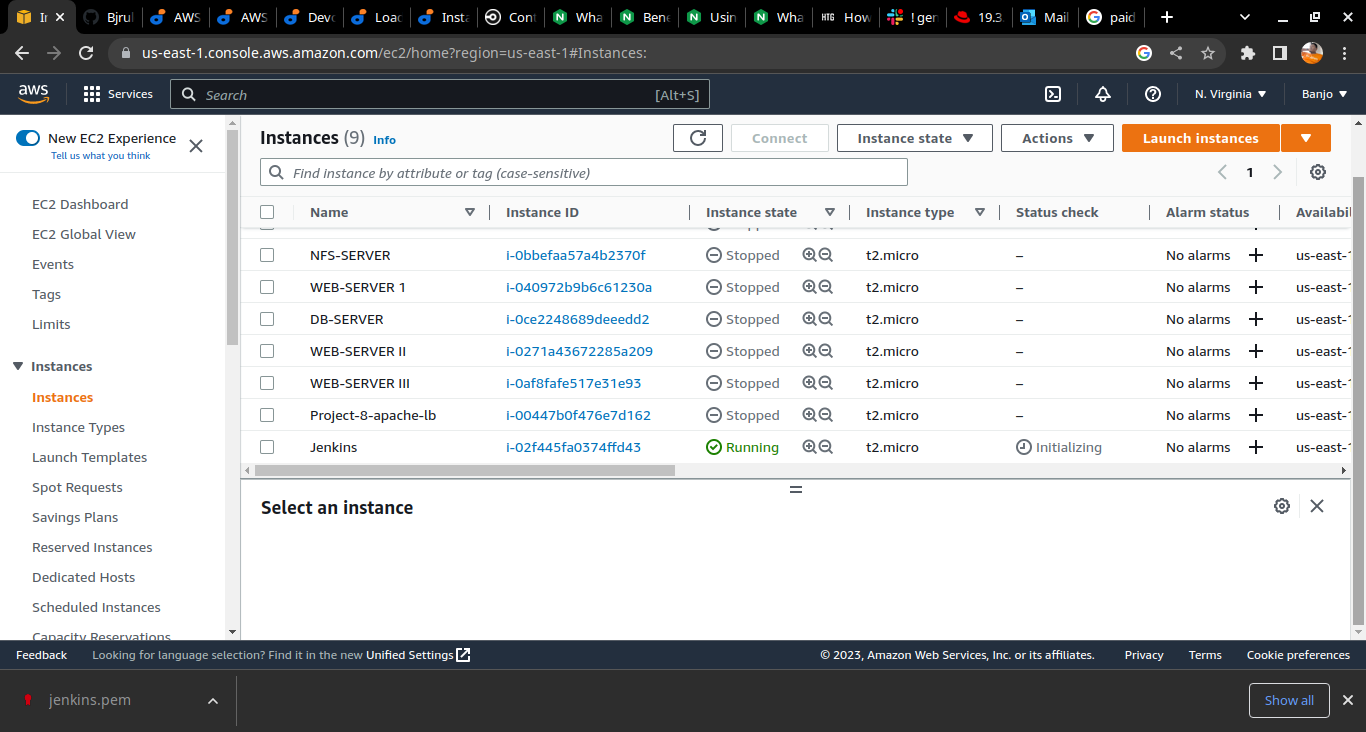 Bjrul
AWS
AWS
Devo
Load
Insta
Cont
Wha
Bene
Usin
Wha
HTG How
! gen
19.3.
Mail
paid
us-east-1.console.aws.amazon.com/ec2/home?region=us-east-1#Instances:
aws Services Search [Alt+S] N. Virginia Banjo
New EC2 Experience
Tell us what you think
EC2 Dashboard
EC2 Global View
Events
Tags
Limits
Instances
Instances
Instance Types
Launch Templates
Spot Requests
Savings Plans
Reserved Instances
Dedicated Hosts
Scheduled Instances
Capacity Reservations
Instances (9) Info Connect Instance state Actions Launch instances
Find instance by attribute or tag (case-sensitive) 1
Name Instance ID Instance state Instance type Status check Alarm status Availabil
NFS-SERVER i-0bbefaa57a4b2370f Stopped t2.micro – No alarms us-east-1
WEB-SERVER 1 i-040972b9b6c61230a Stopped t2.micro – No alarms us-east-1
DB-SERVER i-0ce2248689deeedd2 Stopped t2.micro – No alarms us-east-1
WEB-SERVER II i-0271a43672285a209 Stopped t2.micro – No alarms us-east-1
WEB-SERVER III i-0af8fafe517e31e93 Stopped t2.micro – No alarms us-east-1
Project-8-apache-lb i-00447b0f476e7d162 Stopped t2.micro – No alarms us-east-1
Jenkins i-02f445fa0374ffd43 Running t2.micro Initializing No alarms us-east-1
Select an instance
Feedback Looking for language selection? Find it in the new Unified Settings © 2023, Amazon Web Services, Inc. or its affiliates. Privacy Terms Cookie preferences
jenkins.pem Show all